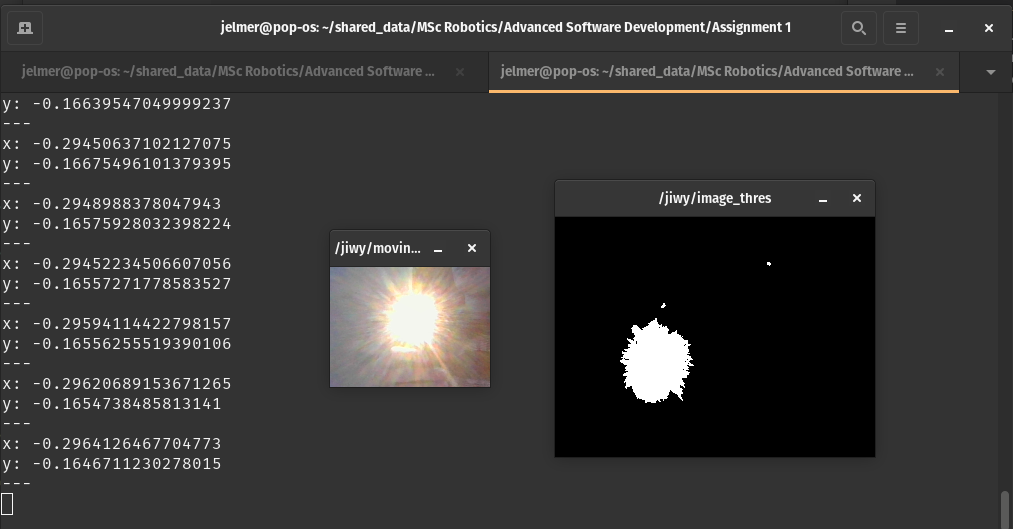 jelmer@pop-os: ~/shared_data/MSc Robotics/Advanced Software Development/Assignment 1
jelmer@pop-os: ~/shared_data/MSc Robotics/Advanced Software ...
jelmer@pop-os: ~/shared_data/MSc Robotics/Advanced Software ...
y: -0.16639547049999237
---
x: -0.29450637102127075
y: -0.16675496101379395
---
x: -0.2948988378047943
y: -0.16575928032398224
---
x: -0.29452234506607056
y: -0.16557271778583527
---
x: -0.29594114422798157
y: -0.16556255519390106
---
x: -0.29620689153671265
y: -0.1654738485813141
---
x: -0.2964126467704773
y: -0.1646711230278015
---
/jiwy/movin...
/jiwy/image_thres